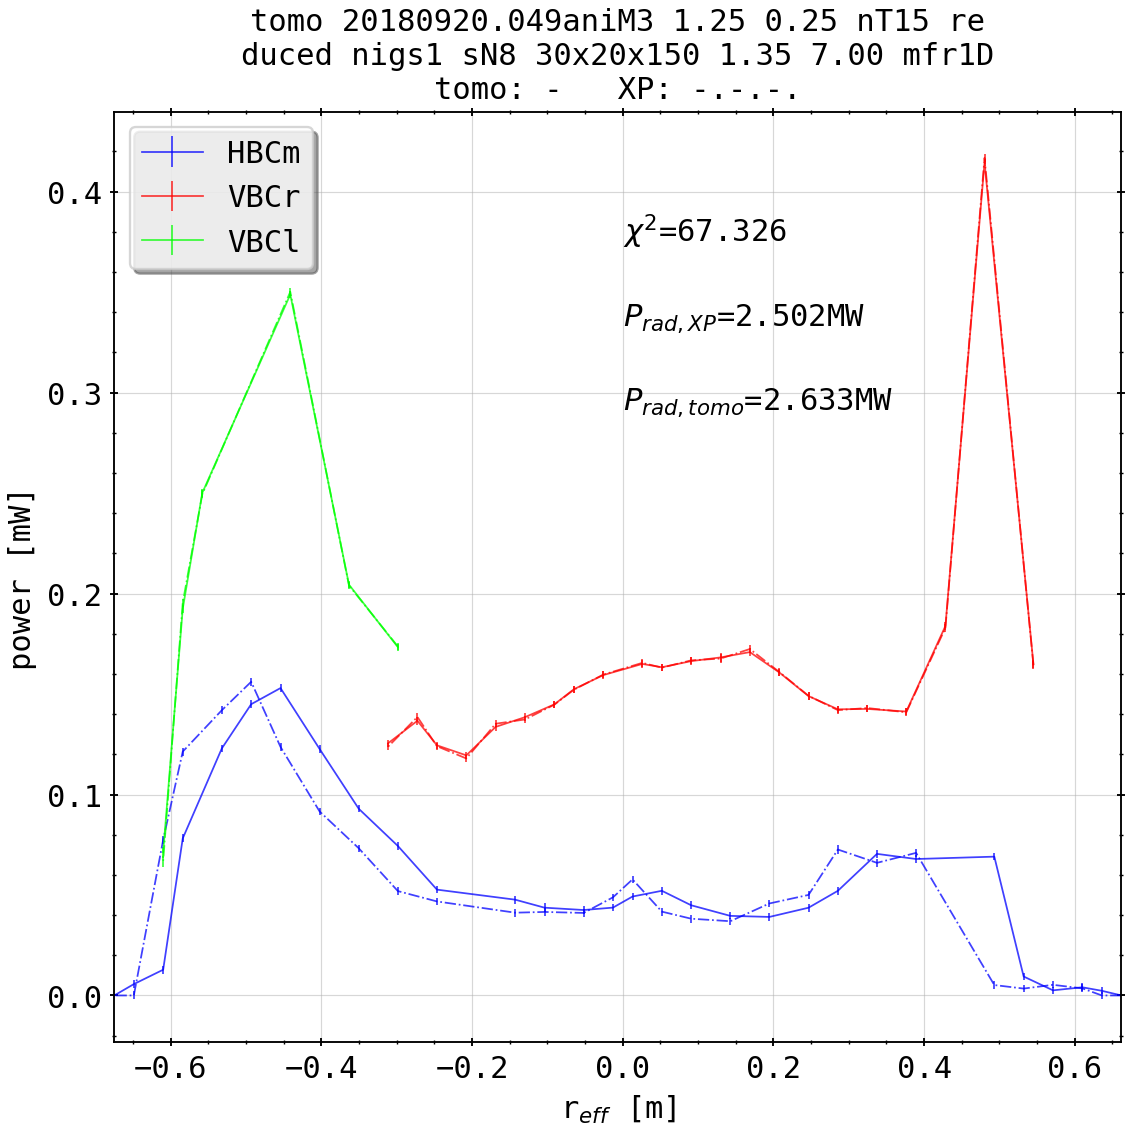 tomo 20180920.049aniM3 1.25 0.25 nT15 re
duced nigs1 sN8 30x20x150 1.35 7.00 mfr1D
tomo: -   XP: -.-.-.
HBCm
VBCr
VBCl
χ²=67.326
P_rad,XP=2.502MW
P_rad,tomo=2.633MW
power [mW]
0.4
0.3
0.2
0.1
0.0
−0.6 −0.4 −0.2 0.0 0.2 0.4 0.6
r_eff [m]